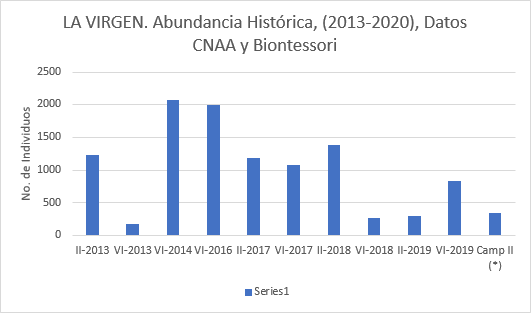 LA VIRGEN. Abundancia Histórica, (2013-2020), Datos
CNAA y Biontessori
No. de Individuos
2500
2000
1500
1000
500
0
II-2013 VI-2013 VI-2014 VI-2016 II-2017 VI-2017 II-2018 VI-2018 II-2019 VI-2019 Camp II
(*)
Series1